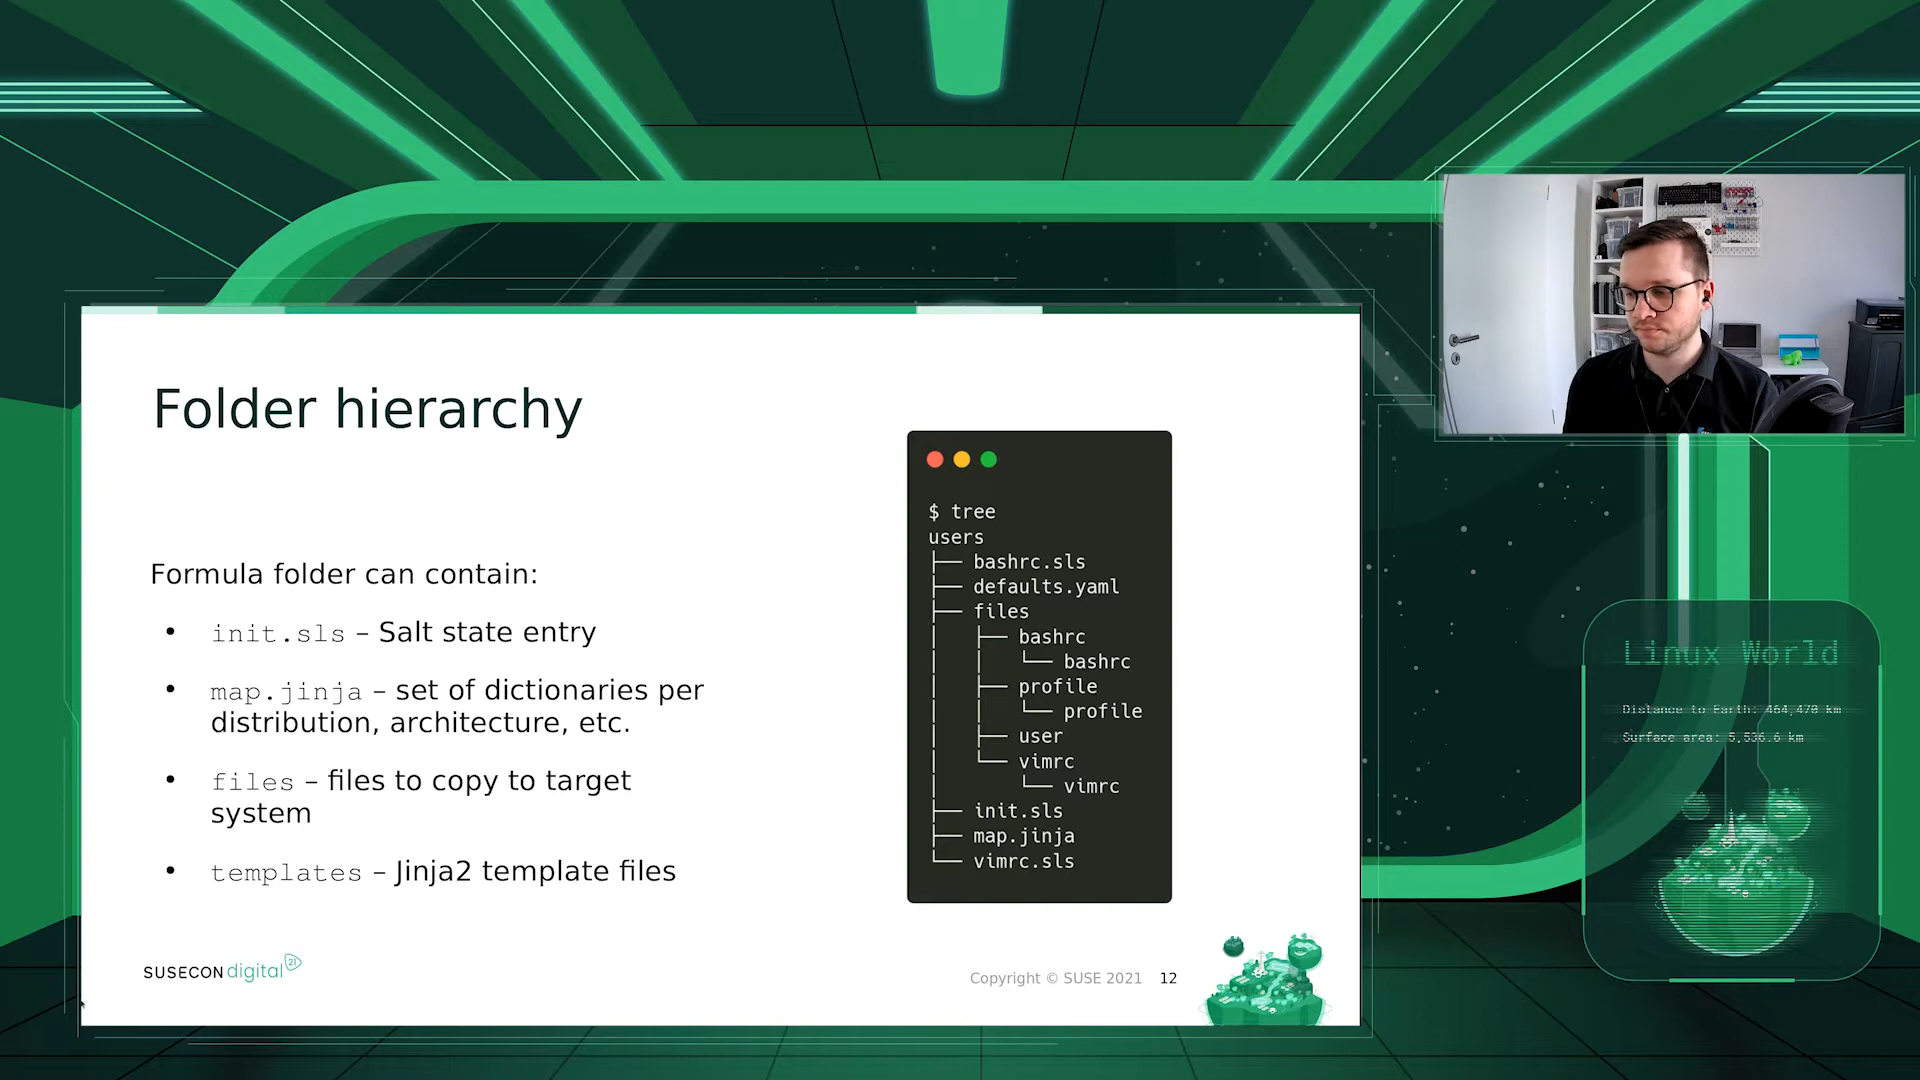 Folder hierarchy
Formula folder can contain:
• init.sls – Salt state entry
• map.jinja – set of dictionaries per
distribution, architecture, etc.
• files – files to copy to target
system
• templates – Jinja2 template files
$ tree
users
├── bashrc.sls
├── defaults.yaml
├── files
│   ├── bashrc
│   │   └── bashrc
│   ├── profile
│   │   └── profile
│   ├── user
│   └── vimrc
│       └── vimrc
├── init.sls
├── map.jinja
└── vimrc.sls
SUSECON digital 21
Copyright © SUSE 2021 12
Linux World
Distance to Earth: 464,470 km
Surface area: 5,536.6 km